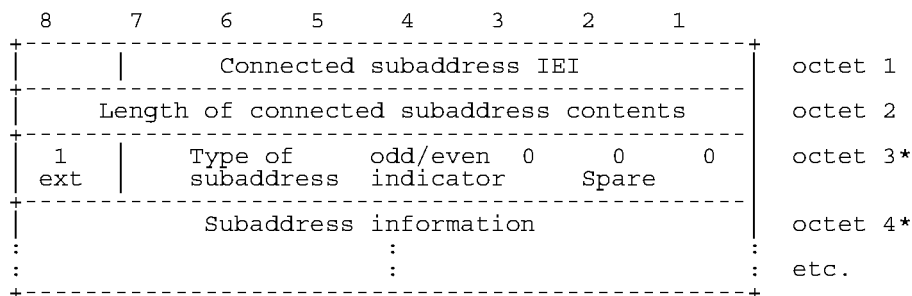 8 7 6 5 4 3 2 1
Connected subaddress IEI octet 1
Length of connected subaddress contents octet 2
1 Type of odd/even 0 0 0 octet 3*
ext subaddress indicator Spare
Subaddress information octet 4*
: : :
: : : etc.